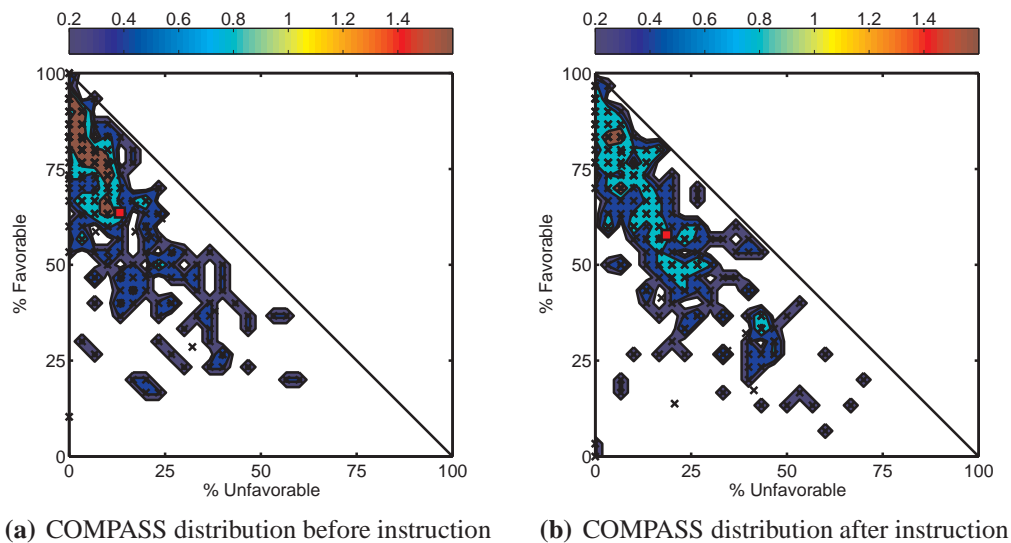 0.2 0.4 0.6 0.8 1 1.2 1.4
100
75
50
25
0
0 25 50 75 100
% Favorable
% Unfavorable
(a) COMPASS distribution before instruction
0.2 0.4 0.6 0.8 1 1.2 1.4
100
75
50
25
0
0 25 50 75 100
% Favorable
% Unfavorable
(b) COMPASS distribution after instruction